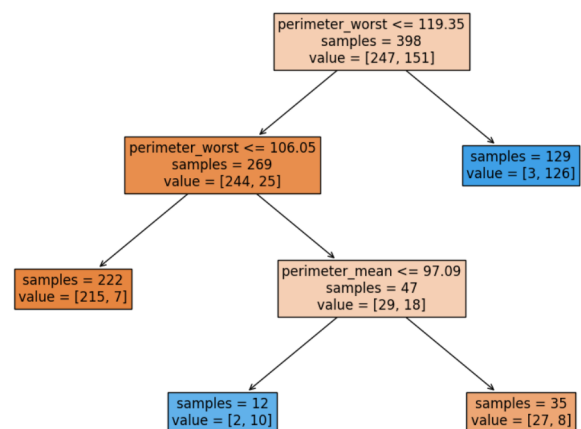 perimeter_worst <= 119.35
samples = 398
value = [247, 151]
perimeter_worst <= 106.05
samples = 269
value = [244, 25]
samples = 129
value = [3, 126]
samples = 222
value = [215, 7]
perimeter_mean <= 97.09
samples = 47
value = [29, 18]
samples = 12
value = [2, 10]
samples = 35
value = [27, 8]